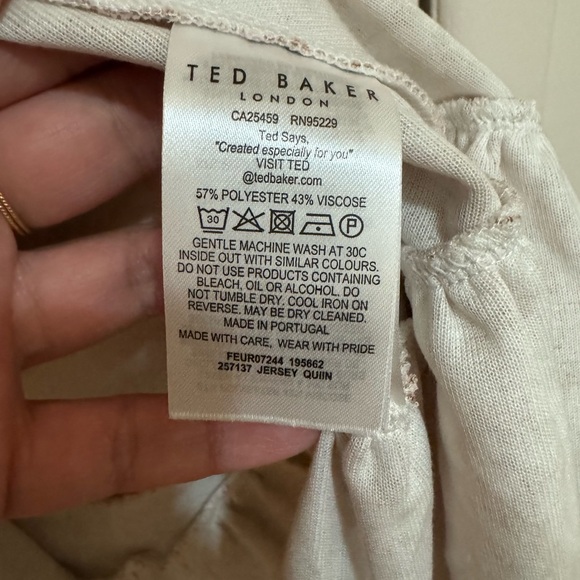 TED BAKER
LONDON
CA25459 RN95229
Ted Says,
"Created especially for you"
VISIT TED
@tedbaker.com
57% POLYESTER 43% VISCOSE
30 P
GENTLE MACHINE WASH AT 30C
INSIDE OUT WITH SIMILAR COLOURS.
DO NOT USE PRODUCTS CONTAINING
BLEACH, OIL OR ALCOHOL. DO
NOT TUMBLE DRY. COOL IRON ON
REVERSE. MAY BE DRY CLEANED.
MADE IN PORTUGAL
MADE WITH CARE, WEAR WITH PRIDE
FEUR07244 195662
257137 JERSEY QUIIN